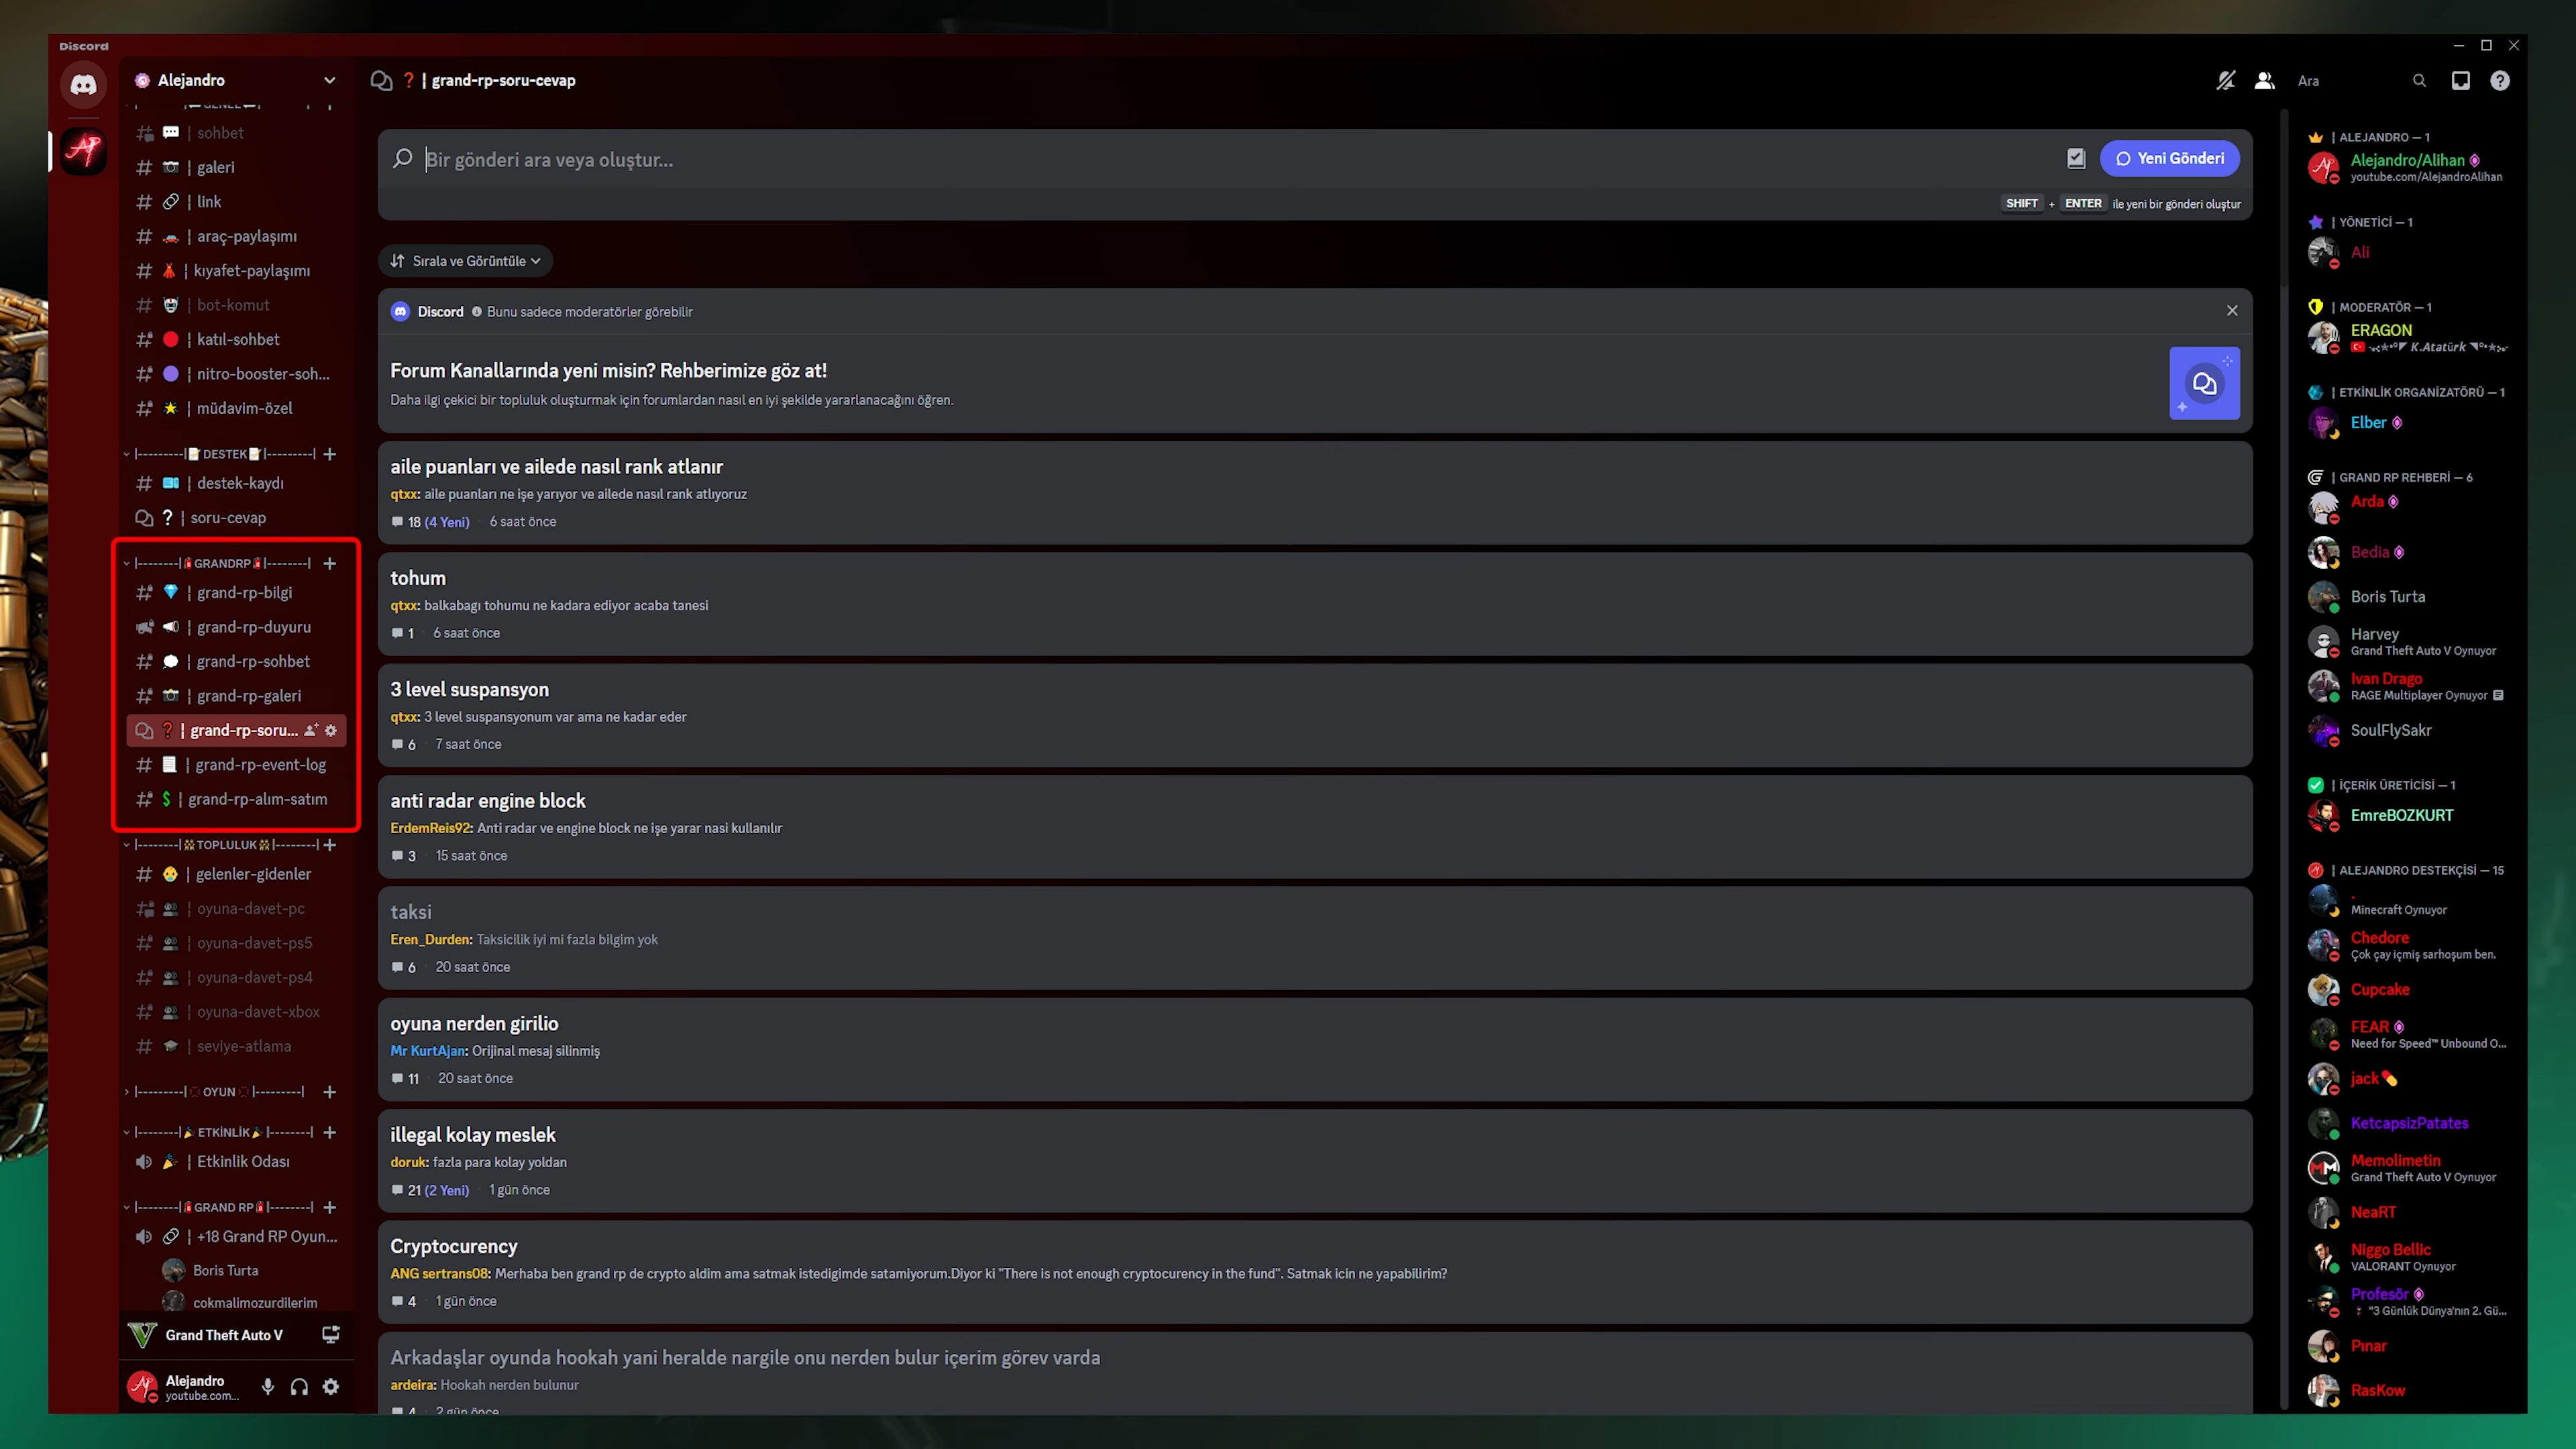 Discord
Alejandro
| sohbet
| galeri
| link
| araç-paylaşımı
| kıyafet-paylaşımı
| bot-komut
| katıl-sohbet
| nitro-booster-soh...
| müdavim-özel
|--------|DESTEK|---------|
| destek-kaydı
| soru-cevap
|--------|GRANDRP|--------|
| grand-rp-bilgi
| grand-rp-duyuru
| grand-rp-sohbet
| grand-rp-galeri
| grand-rp-soru...
| grand-rp-event-log
| grand-rp-alım-satım
|--------|TOPLULUK|--------|
| gelenler-gidenler
| oyuna-davet-pc
| oyuna-davet-ps5
| oyuna-davet-ps4
| oyuna-davet-xbox
| seviye-atlama
|---------|OYUN|---------|
|--------|ETKİNLİK|--------|
| Etkinlik Odası
|--------|GRAND RP|--------|
| +18 Grand RP Oyun...
Boris Turta
cokmalimozurdilerim
Grand Theft Auto V
Alejandro
youtube.com...
| grand-rp-soru-cevap
Ara
Bir gönderi ara veya oluştur...
Yeni Gönderi
SHIFT + ENTER ile yeni bir gönderi oluştur
Sırala ve Görüntüle
Discord Bunu sadece moderatörler görebilir
Forum Kanallarında yeni misin? Rehberimize göz at!
Daha ilgi çekici bir topluluk oluşturmak için forumlardan nasıl en iyi şekilde yararlanacağını öğren.
aile puanları ve ailede nasıl rank atlanır
qtxx: aile puanları ne işe yarıyor ve ailede nasıl rank atlıyoruz
18 (4 Yeni) · 6 saat önce
tohum
qtxx: balkabagı tohumu ne kadara ediyor acaba tanesi
1 · 6 saat önce
3 level suspansyon
qtxx: 3 level suspansyonum var ama ne kadar eder
6 · 7 saat önce
anti radar engine block
ErdemReis92: Anti radar ve engine block ne işe yarar nasi kullanılır
3 · 15 saat önce
taksi
Eren_Durden: Taksicilik iyi mi fazla bilgim yok
6 · 20 saat önce
oyuna nerden girilio
Mr KurtAjan: Orijinal mesaj silinmiş
11 · 20 saat önce
illegal kolay meslek
doruk: fazla para kolay yoldan
21 (2 Yeni) · 1 gün önce
Cryptocurency
ANG sertrans08: Merhaba ben grand rp de crypto aldim ama satmak istedigimde satamiyorum.Diyor ki "There is not enough cryptocurency in the fund". Satmak icin ne yapabilirim?
4 · 1 gün önce
Arkadaşlar oyunda hookah yani heralde nargile onu nerden bulur içerim görev varda
ardeira: Hookah nerden bulunur
4 · 2 gün önce
| ALEJANDRO — 1
Alejandro/Alihan
youtube.com/AlejandroAlihan
| YÖNETİCİ — 1
Ali
| MODERATÖR — 1
ERAGON
K.Atatürk
| ETKİNLİK ORGANİZATÖRÜ — 1
Elber
| GRAND RP REHBERİ — 6
Arda
Bedia
Boris Turta
Harvey
Grand Theft Auto V Oynuyor
Ivan Drago
RAGE Multiplayer Oynuyor
SoulFlySakr
| İÇERİK ÜRETİCİSİ — 1
EmreBOZKURT
| ALEJANDRO DESTEKÇİSİ — 15
.
Minecraft Oynuyor
Chedore
Çok çay içmiş sarhoşum ben.
Cupcake
FEAR
Need for Speed™ Unbound O...
jack
KetcapsizPatates
Memolimetin
Grand Theft Auto V Oynuyor
NeaRT
Niggo Bellic
VALORANT Oynuyor
Profesör
"3 Günlük Dünya'nın 2. Gü...
Pınar
RasKow